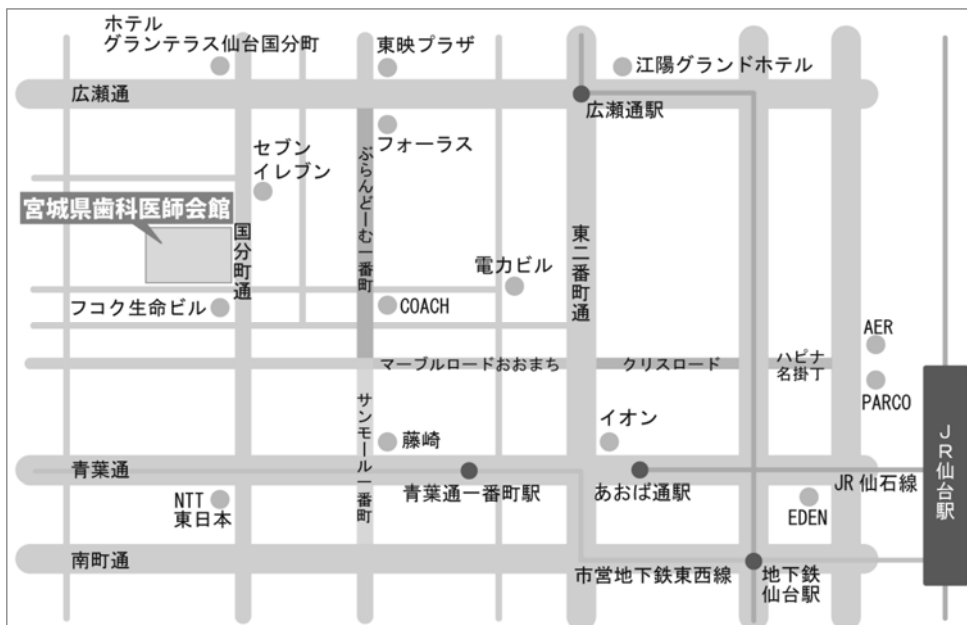 ホテル
グランテラス仙台国分町
東映プラザ
江陽グランドホテル
広瀬通
広瀬通駅
フォーラス
セブン
イレブン
ぶらんどーむ一番町
宮城県歯科医師会館
国分町通
東二番町通
電力ビル
フコク生命ビル
COACH
AER
マーブルロードおおまち
クリスロード
ハピナ
名掛丁
PARCO
サンモール一番町
藤崎
イオン
JR仙台駅
青葉通
青葉通一番町駅
あおば通駅
JR仙石線
NTT
東日本
EDEN
南町通
市営地下鉄東西線
地下鉄
仙台駅